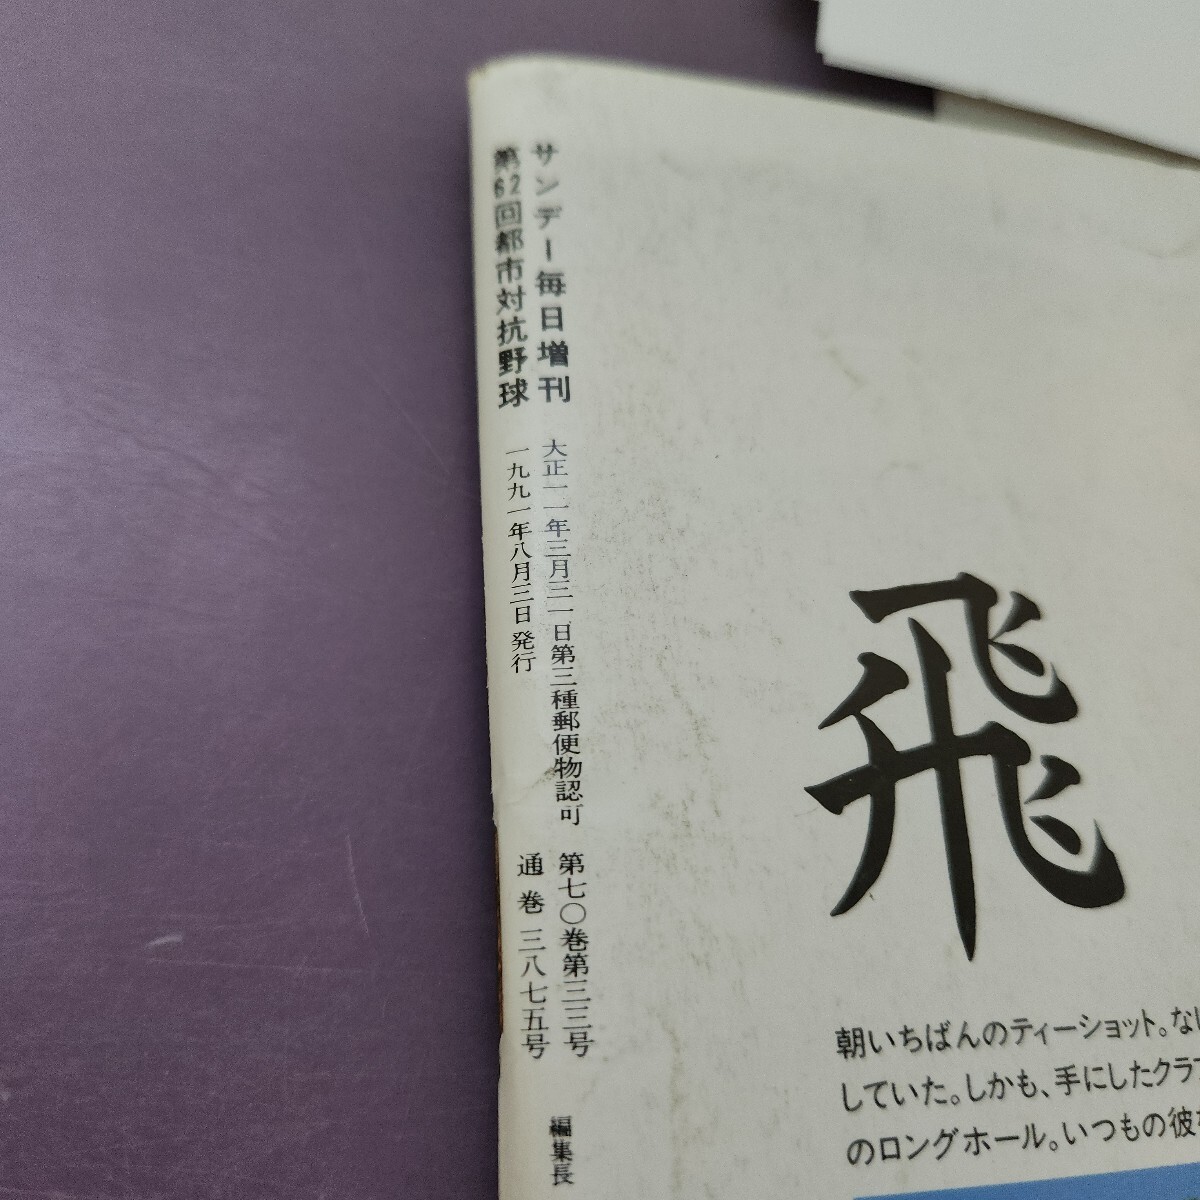 サンデー毎日増刊
第62回都市対抗野球
大正一一年三月三一日第三種郵便物認可
一九九一年八月三日発行
第七〇巻第三三号
通巻三八七五号
編集長
飛
朝いちばんのティーショット。な
していた。しかも、手にしたクラ
のロングホール。いつもの彼